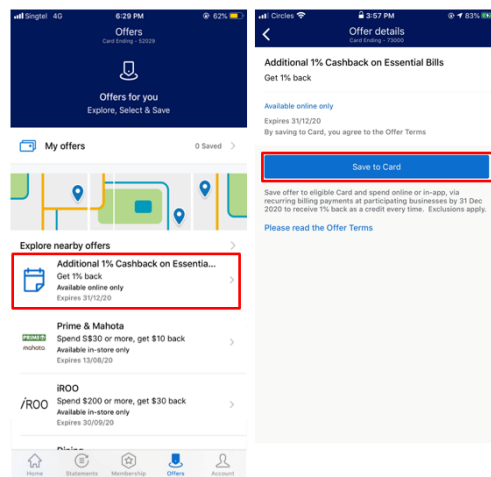 Singtel 4G 6:29 PM 62%
Offers
Card Ending - 52029
Offers for you
Explore, Select & Save
My offers 0 Saved
Explore nearby offers
Additional 1% Cashback on Essentia...
Get 1% back
Available online only
Expires 31/12/20
PRIME
mahota
Prime & Mahota
Spend S$30 or more, get $10 back
Available in-store only
Expires 13/08/20
iROO
iROO
Spend $200 or more, get $30 back
Available in-store only
Expires 30/09/20
Dining
Home Statements Membership Offers Account
Circles 3:57 PM 83%
Offer details
Card Ending - 73000
Additional 1% Cashback on Essential Bills
Get 1% back
Available online only
Expires 31/12/20
By saving to Card, you agree to the Offer Terms
Save to Card
Save offer to eligible Card and spend online or in-app, via
recurring billing payments at participating businesses by 31 Dec
2020 to receive 1% back as a credit every time. Exclusions apply.
Please read the Offer Terms